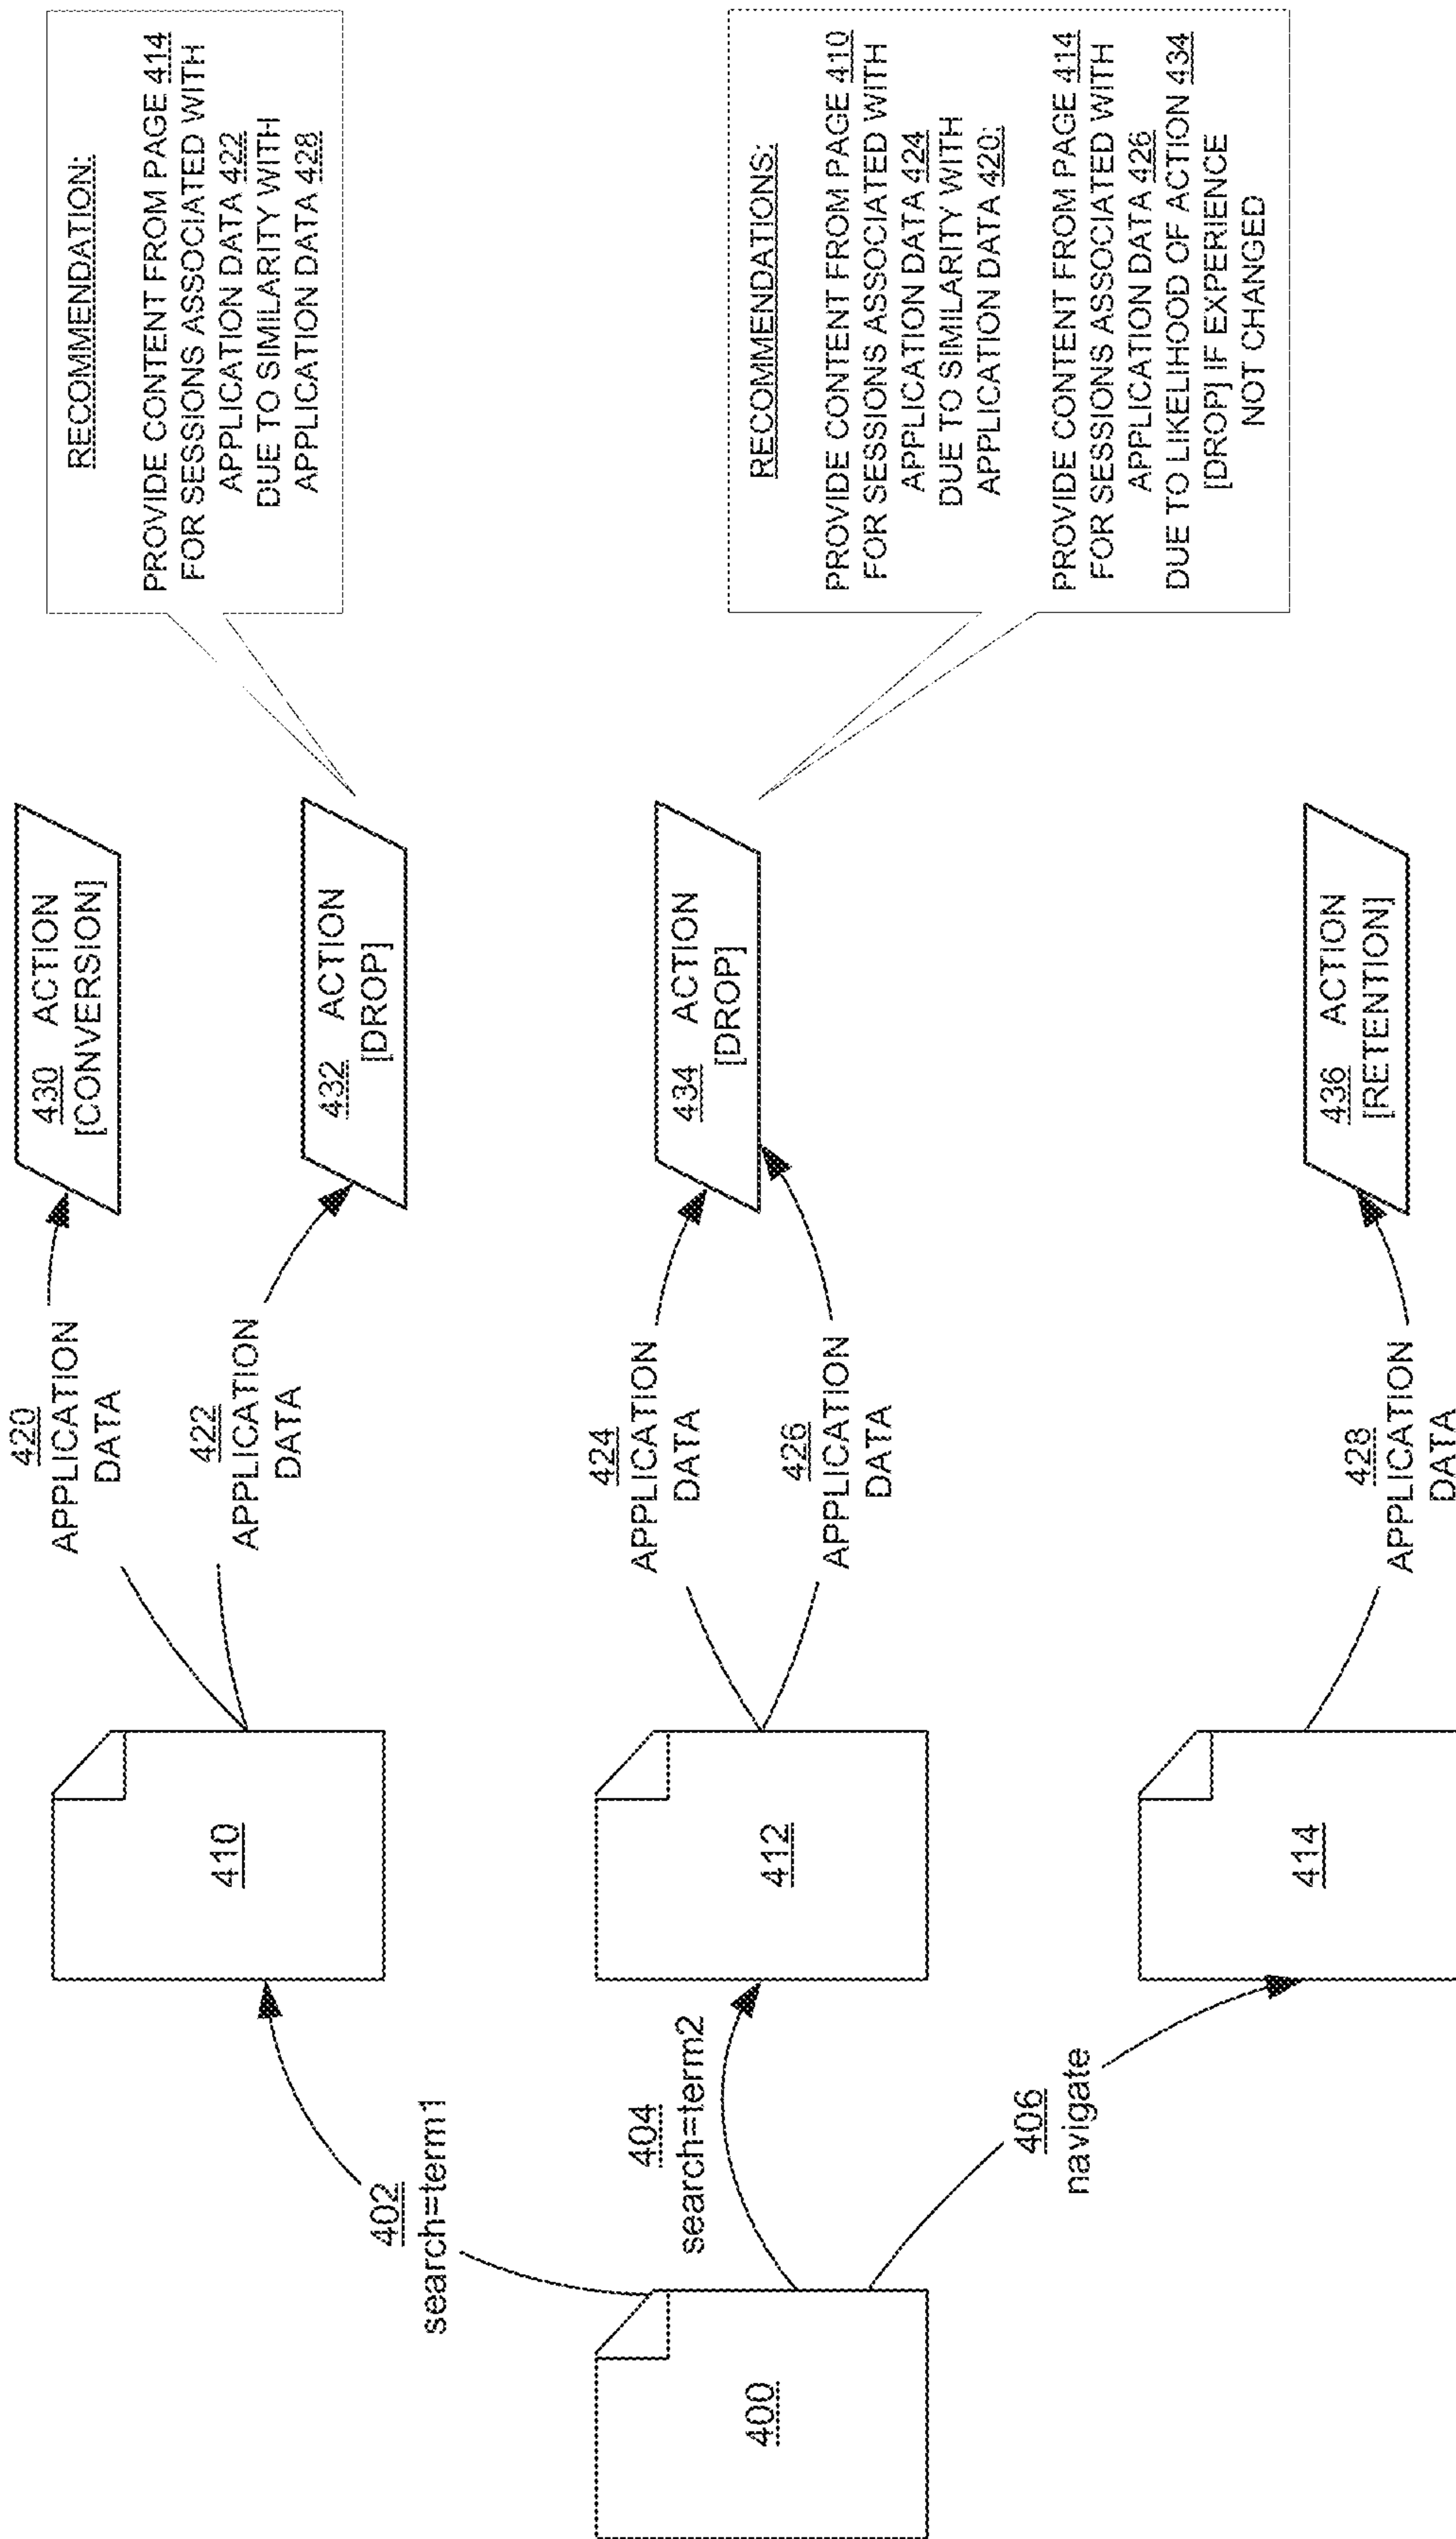 400
402
search=term1
404
search=term2
406
navigate
410
412
414
420
APPLICATION
DATA
422
APPLICATION
DATA
424
APPLICATION
DATA
426
APPLICATION
DATA
428
APPLICATION
DATA
430 ACTION
[CONVERSION]
432 ACTION
[DROP]
434 ACTION
[DROP]
436 ACTION
[RETENTION]
RECOMMENDATION:
PROVIDE CONTENT FROM PAGE 414
FOR SESSIONS ASSOCIATED WITH
APPLICATION DATA 422
DUE TO SIMILARITY WITH
APPLICATION DATA 428
RECOMMENDATIONS:
PROVIDE CONTENT FROM PAGE 410
FOR SESSIONS ASSOCIATED WITH
APPLICATION DATA 424
DUE TO SIMILARITY WITH
APPLICATION DATA 420;
PROVIDE CONTENT FROM PAGE 414
FOR SESSIONS ASSOCIATED WITH
APPLICATION DATA 426
DUE TO LIKELIHOOD OF ACTION 434
[DROP] IF EXPERIENCE
NOT CHANGED